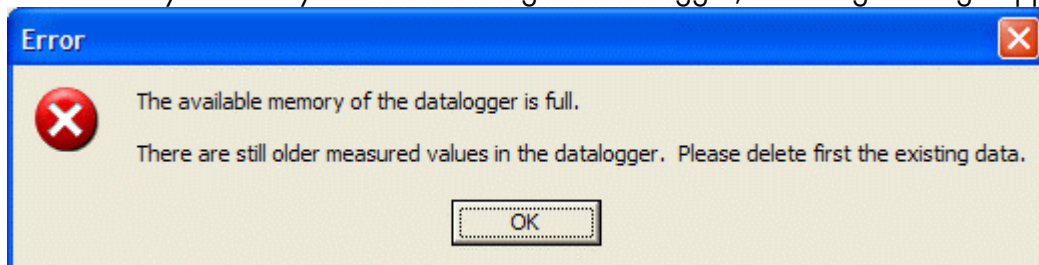 Error
The available memory of the datalogger is full.
There are still older measured values in the datalogger. Please delete first the existing data.
OK